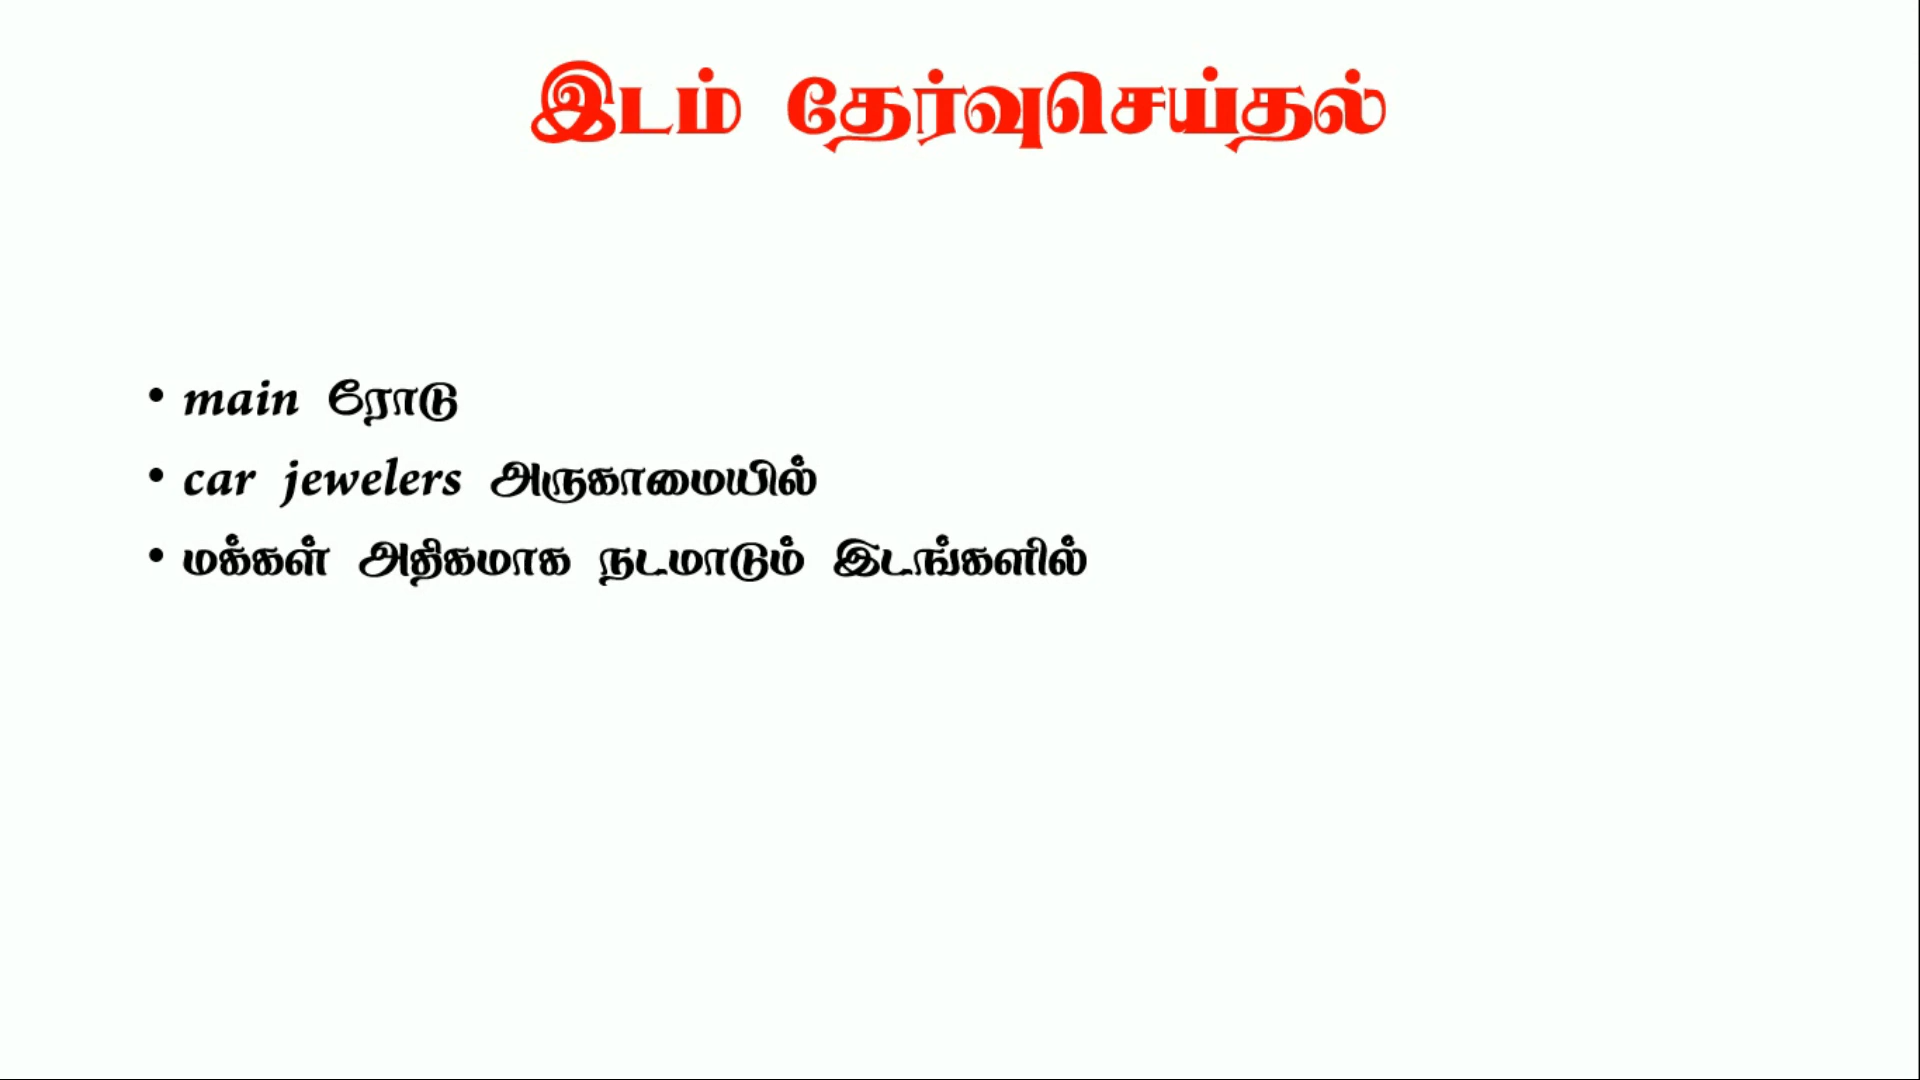 இடம் தேர்வுசெய்தல்
• main ரோடு
• car jewelers அருகாமையில்
• மக்கள் அதிகமாக நடமாடும் இடங்களில்